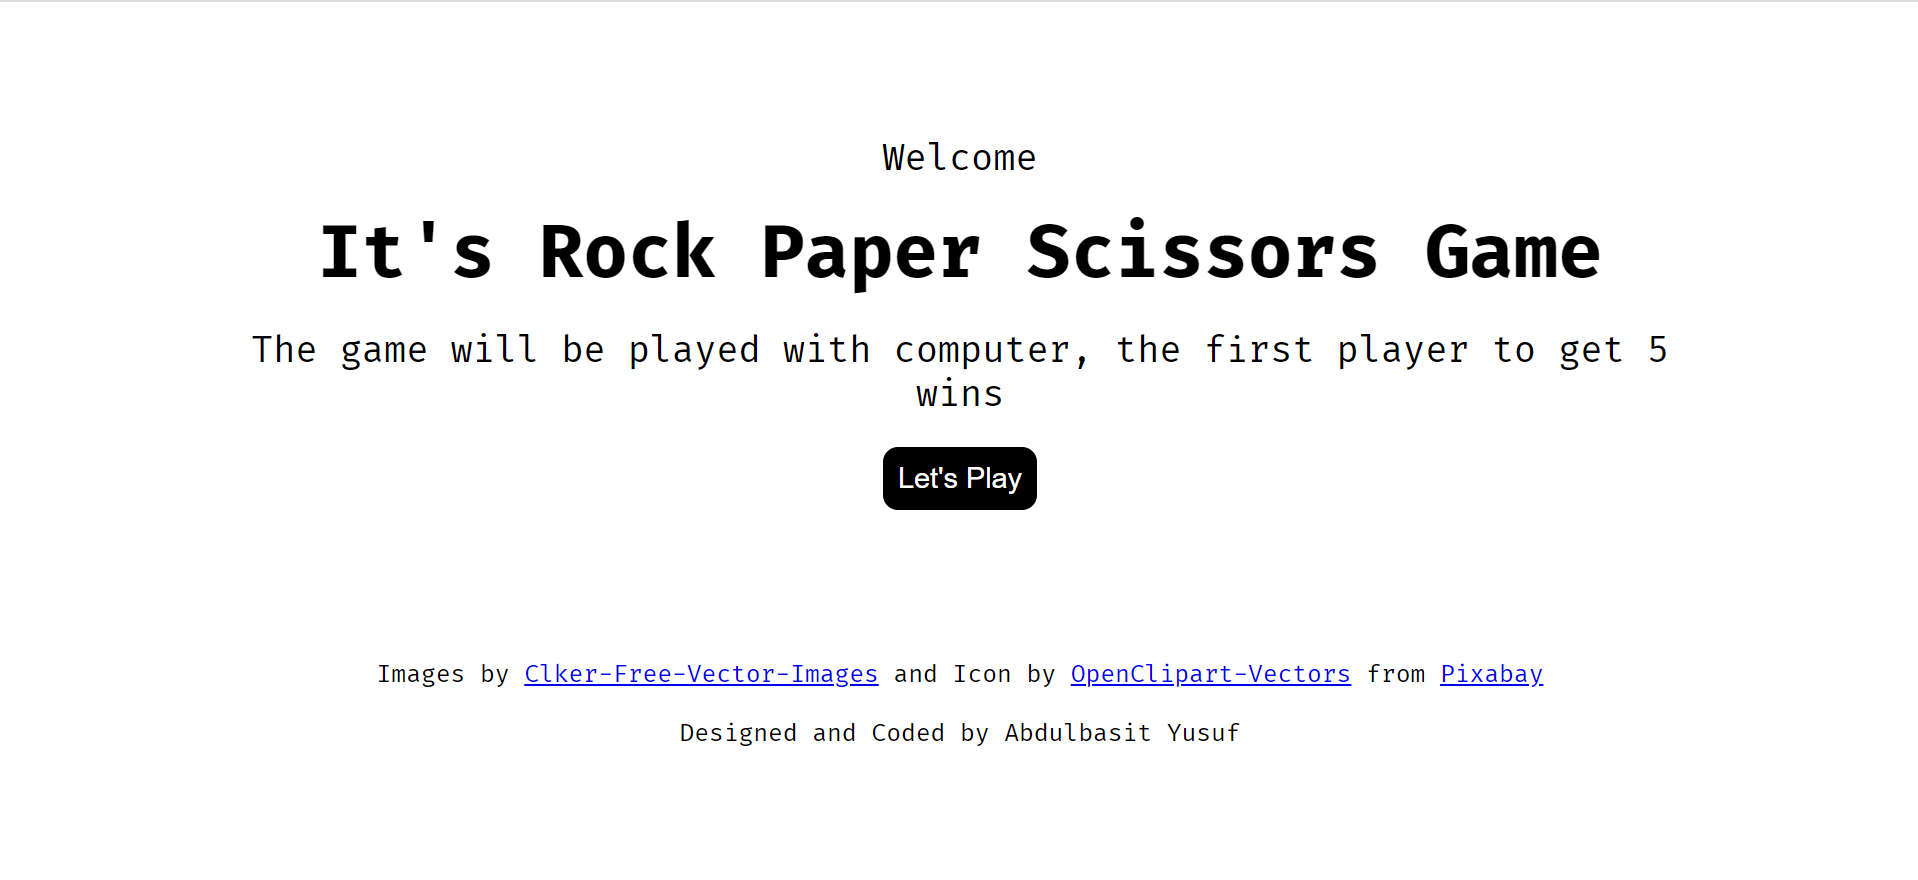 Welcome
It's Rock Paper Scissors Game
The game will be played with computer, the first player to get 5
wins
Let's Play
Images by Clker-Free-Vector-Images and Icon by OpenClipart-Vectors from Pixabay
Designed and Coded by Abdulbasit Yusuf